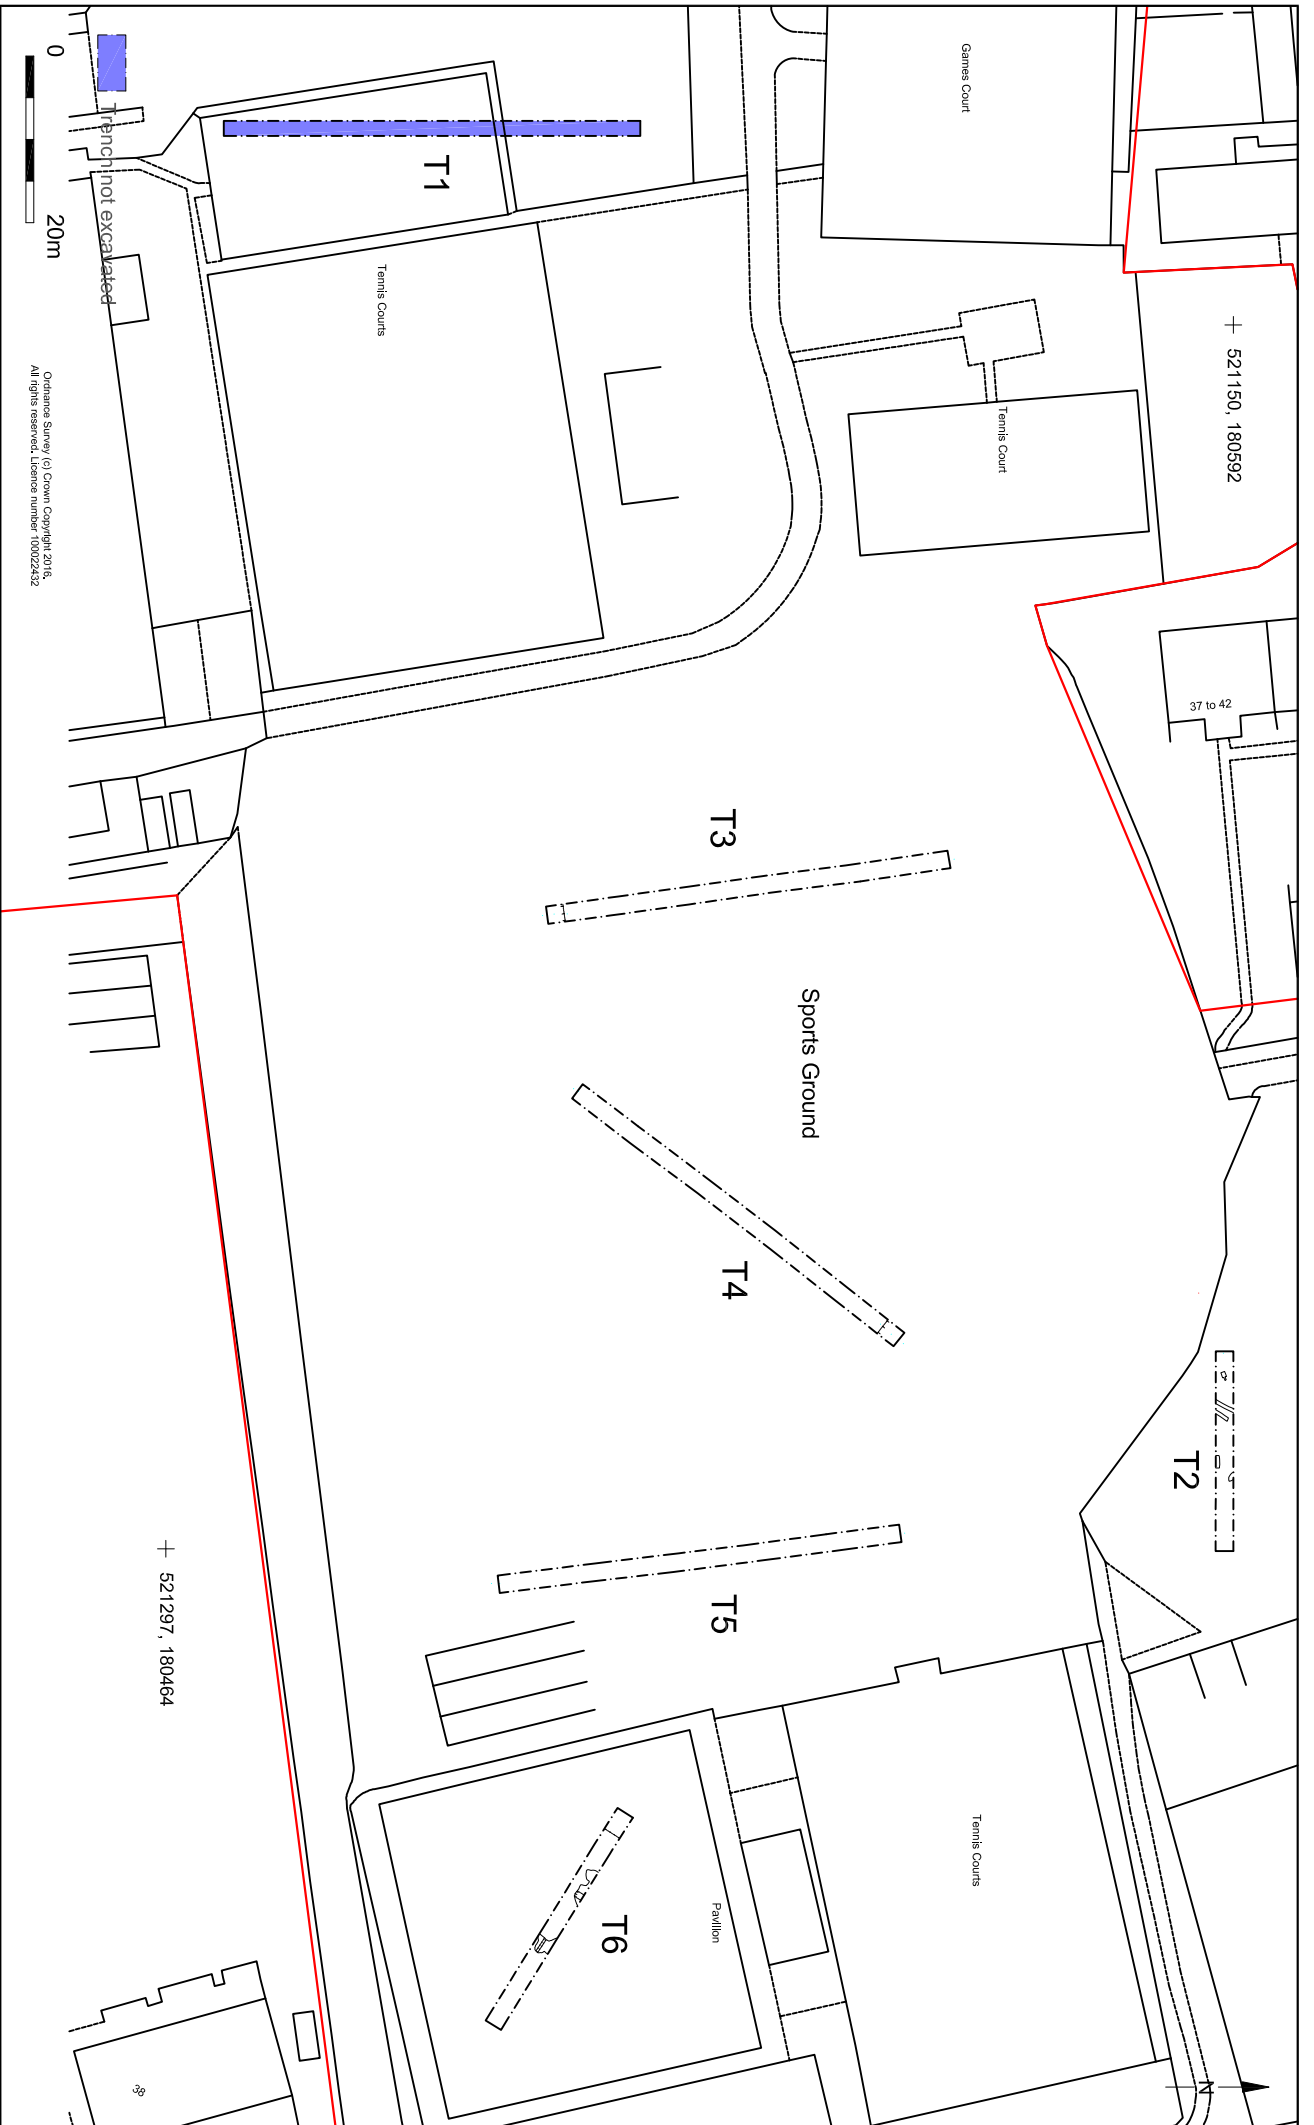 Games Court
521150, 180592
T1
Tennis Courts
Tennis Court
37 to 42
T3
Sports Ground
T4
T2
T5
Tennis Courts
Pavilion
T6
521297, 180464
38
N
Trench not excavated
0 20m
Ordnance Survey (c) Crown Copyright 2016.
All rights reserved. Licence number 100022432